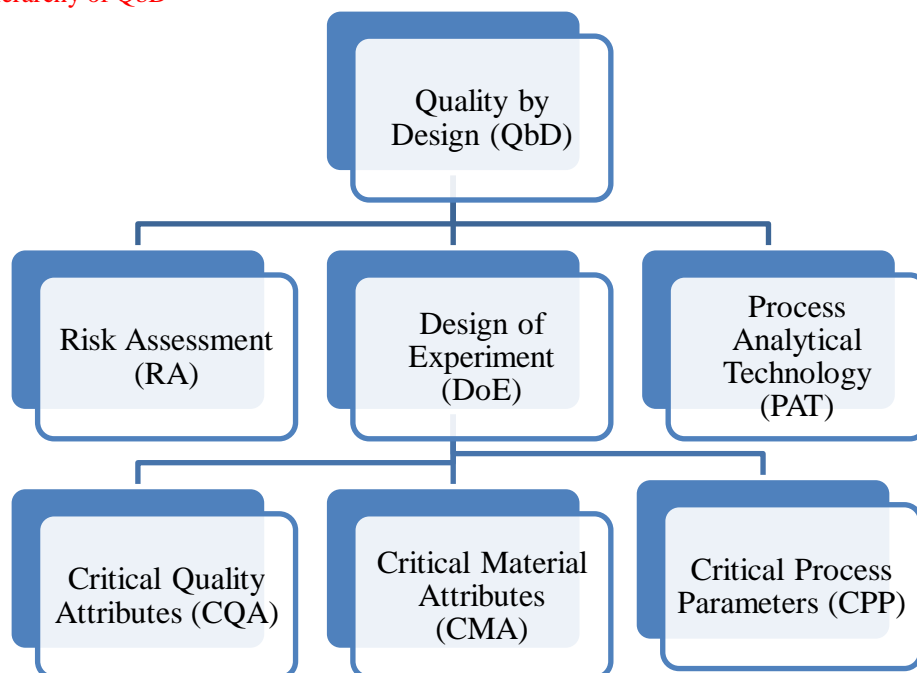 Quality by
Design (QbD)
Risk Assessment
(RA)
Design of
Experiment
(DoE)
Process
Analytical
Technology
(PAT)
Critical Quality
Attributes (CQA)
Critical Material
Attributes
(CMA)
Critical Process
Parameters (CPP)